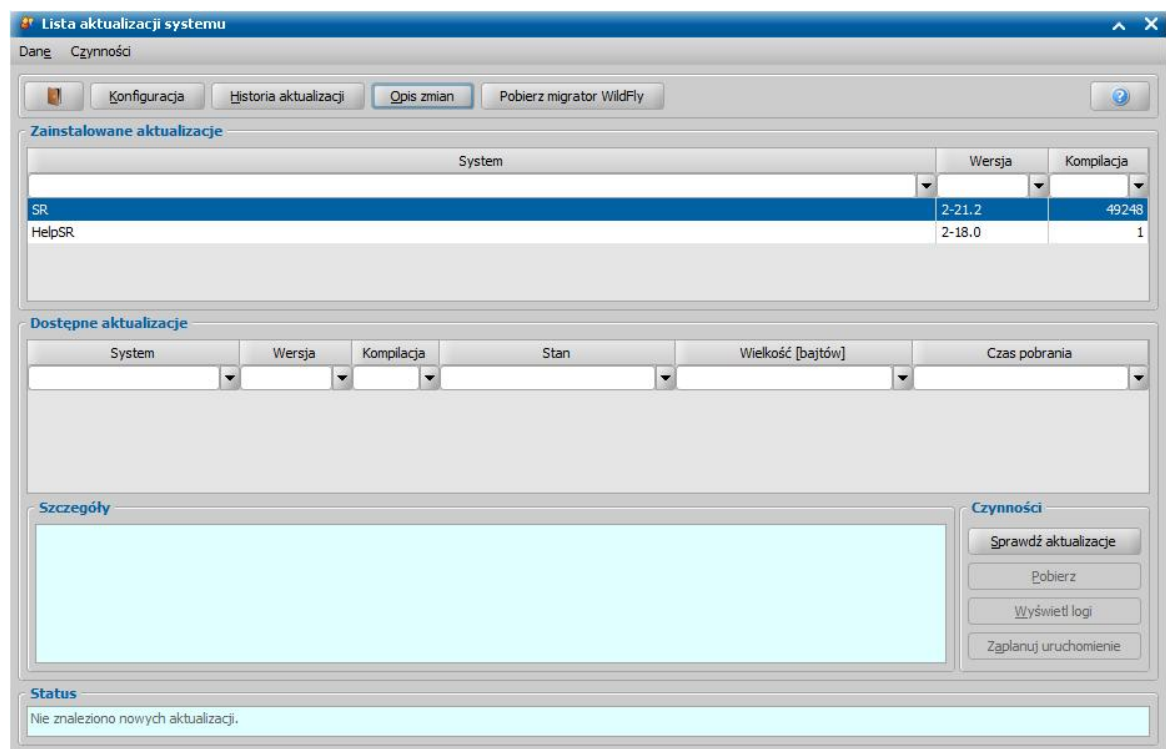 Lista aktualizacji systemu
Dane Czynności
Konfiguracja Historia aktualizacji Opis zmian Pobierz migrator WildFly
Zainstalowane aktualizacje
System Wersja Kompilacja
SR 2-21.2 49248
HelpSR 2-18.0 1
Dostępne aktualizacje
System Wersja Kompilacja Stan Wielkość [bajtów] Czas pobrania
Szczegóły Czynności
Sprawdź aktualizacje
Pobierz
Wyświetl logi
Zaplanuj uruchomienie
Status
Nie znaleziono nowych aktualizacji.